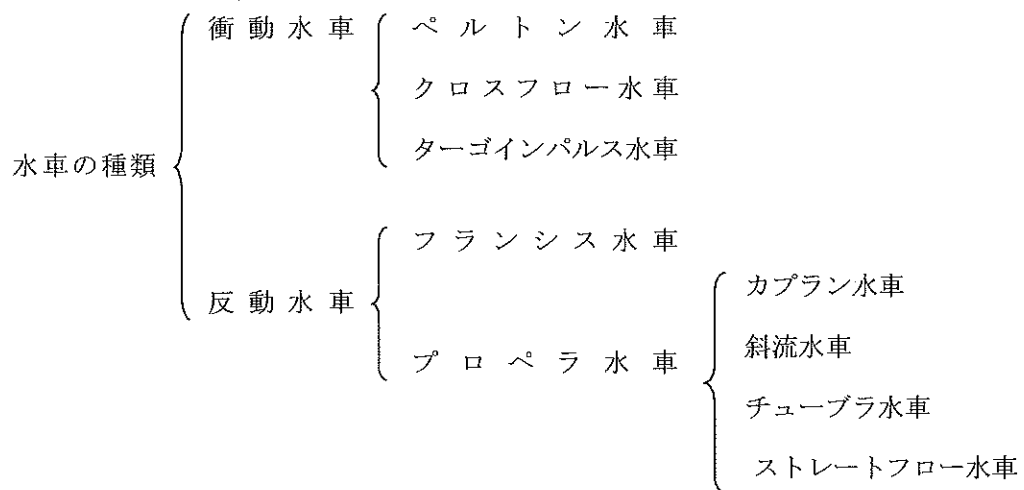 衝動水車
ペルトン水車
クロスフロー水車
ターゴインパルス水車
水車の種類
フランシス水車
反動水車
カプラン水車
プロペラ水車
斜流水車
チューブラ水車
ストレートフロー水車